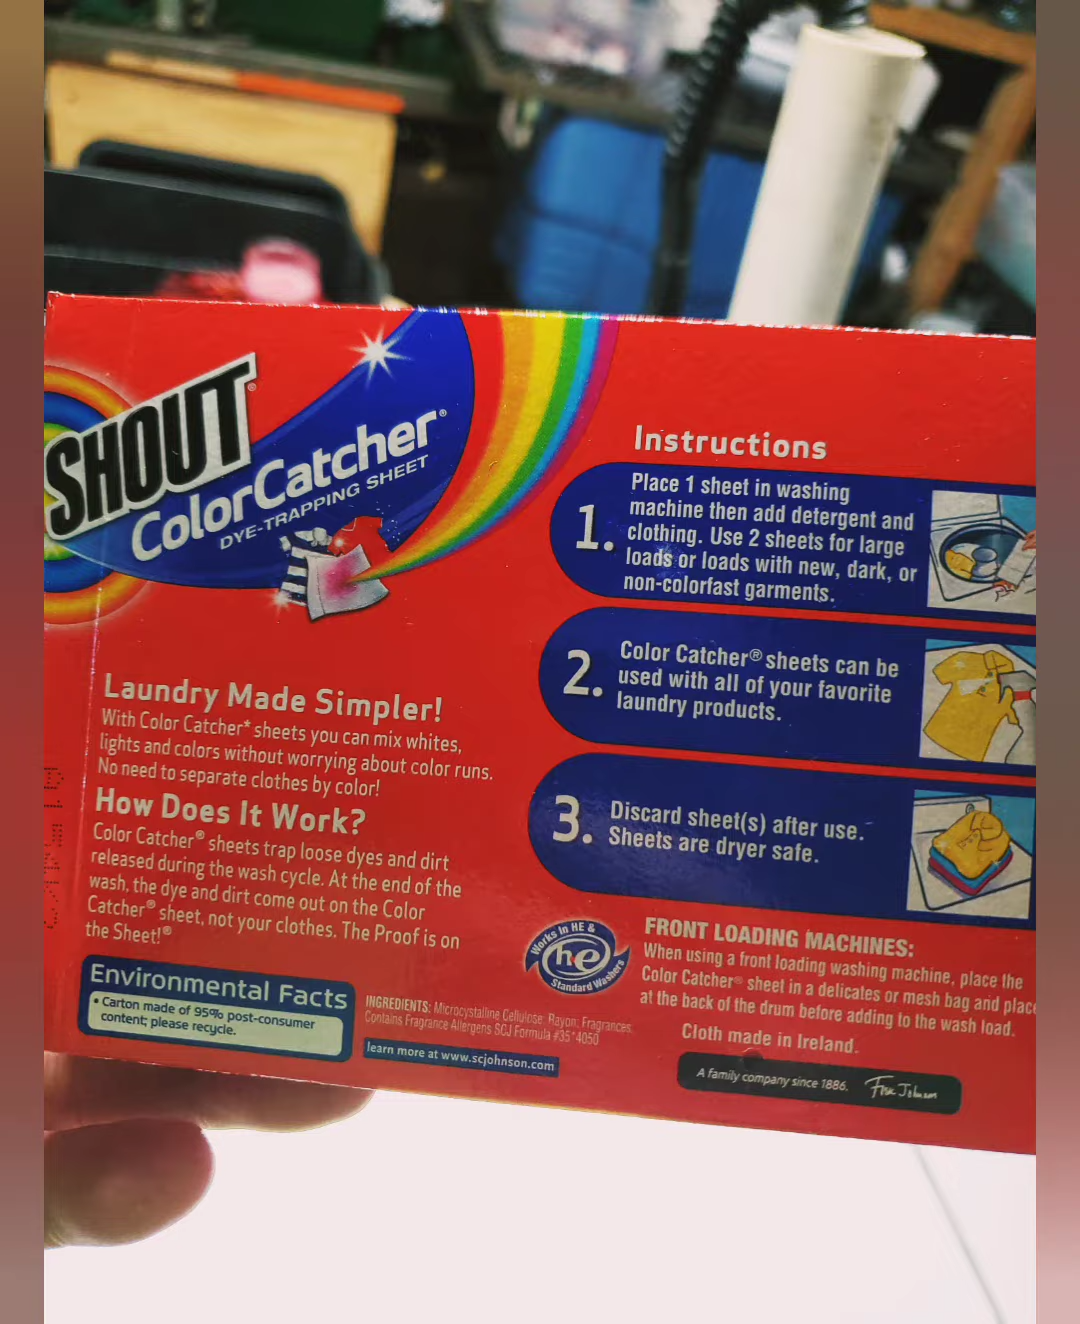 SHOUT®
ColorCatcher®
DYE-TRAPPING SHEET
Laundry Made Simpler!
With Color Catcher* sheets you can mix whites,
lights and colors without worrying about color runs.
No need to separate clothes by color!
How Does It Work?
Color Catcher® sheets trap loose dyes and dirt
released during the wash cycle. At the end of the
wash, the dye and dirt come out on the Color
Catcher® sheet, not your clothes. The Proof is on
the Sheet!®
Environmental Facts
• Carton made of 95% post-consumer
content; please recycle.
INGREDIENTS: Microcystalline Cellulose, Rayon, Fragrances.
Contains Fragrance Allergens SCJ Formula #35*4050
learn more at www.scjohnson.com
Instructions
1. Place 1 sheet in washing
machine then add detergent and
clothing. Use 2 sheets for large
loads or loads with new, dark, or
non-colorfast garments.
2. Color Catcher® sheets can be
used with all of your favorite
laundry products.
3. Discard sheet(s) after use.
Sheets are dryer safe.
Works In HE &
he
Standard Washers
FRONT LOADING MACHINES:
When using a front loading washing machine, place the
Color Catcher® sheet in a delicates or mesh bag and place
at the back of the drum before adding to the wash load.
Cloth made in Ireland.
A family company since 1886. Fisk Johnson